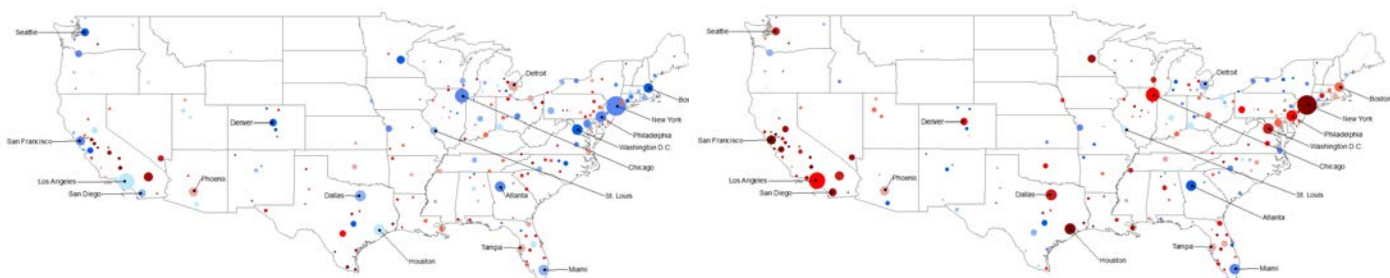 Seattle
Detroit
Bos
New York
Denver
Philadelphia
San Francisco
Washington D.C.
Chicago
Los Angeles
Phoenix
San Diego
Dallas
St. Louis
Atlanta
Tampa
Houston
Miami
Seattle
Detroit
Boston
New York
Denver
Philadelphia
San Francisco
Washington D.C.
Chicago
Los Angeles
Phoenix
San Diego
Dallas
St. Louis
Atlanta
Tampa
Houston
Miami